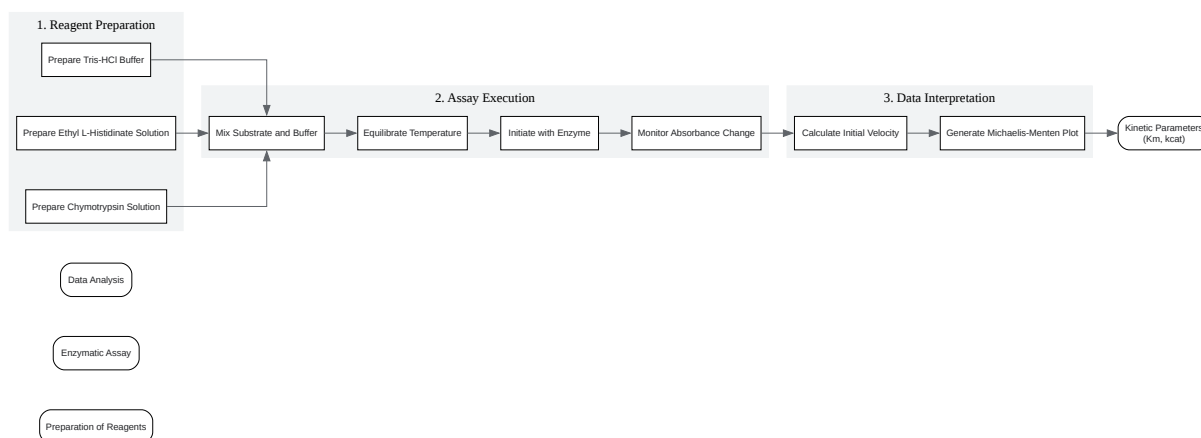 1. Reagent Preparation
Prepare Tris-HCl Buffer
Prepare Ethyl L-Histidinate Solution
Prepare Chymotrypsin Solution
2. Assay Execution
Mix Substrate and Buffer
Equilibrate Temperature
Initiate with Enzyme
Monitor Absorbance Change
3. Data Interpretation
Calculate Initial Velocity
Generate Michaelis-Menten Plot
Kinetic Parameters
(Km, kcat)
Data Analysis
Enzymatic Assay
Preparation of Reagents